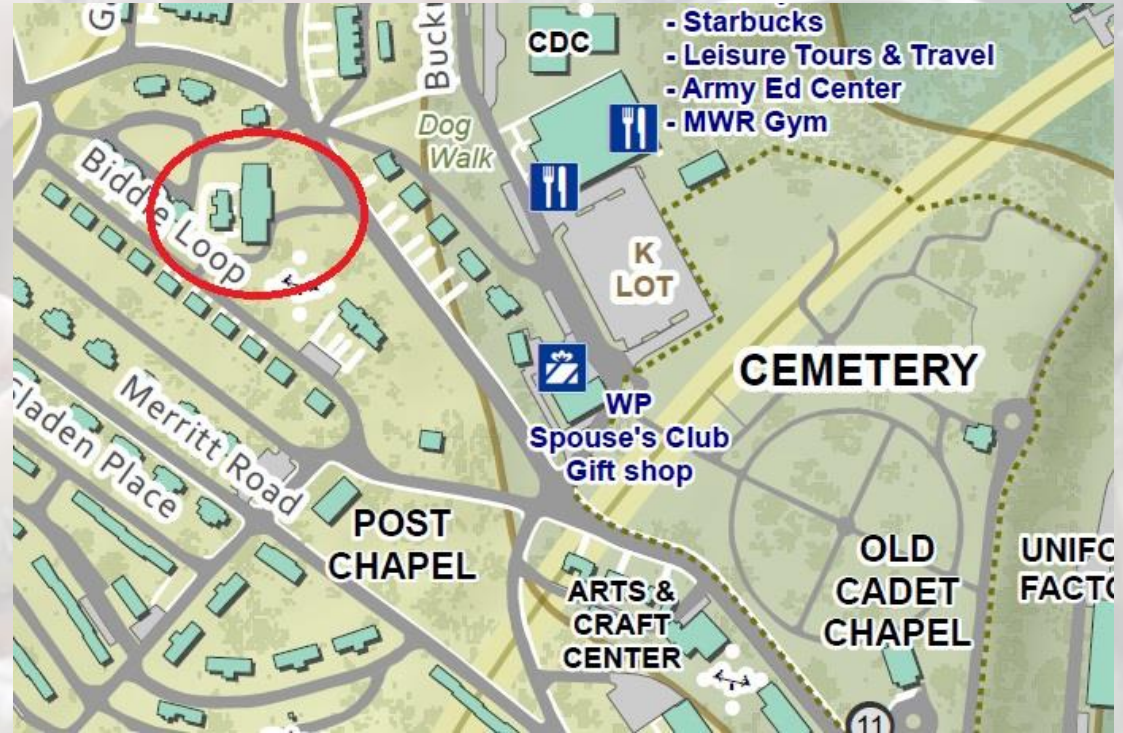 CDC
- Starbucks
- Leisure Tours & Travel
- Army Ed Center
- MWR Gym
Dog
Walk
Biddle Loop
K
LOT
CEMETERY
WP
Spouse's Club
Gift shop
Merritt Road
Sladen Place
POST
CHAPEL
OLD
CADET
CHAPEL
ARTS &
CRAFT
CENTER
11